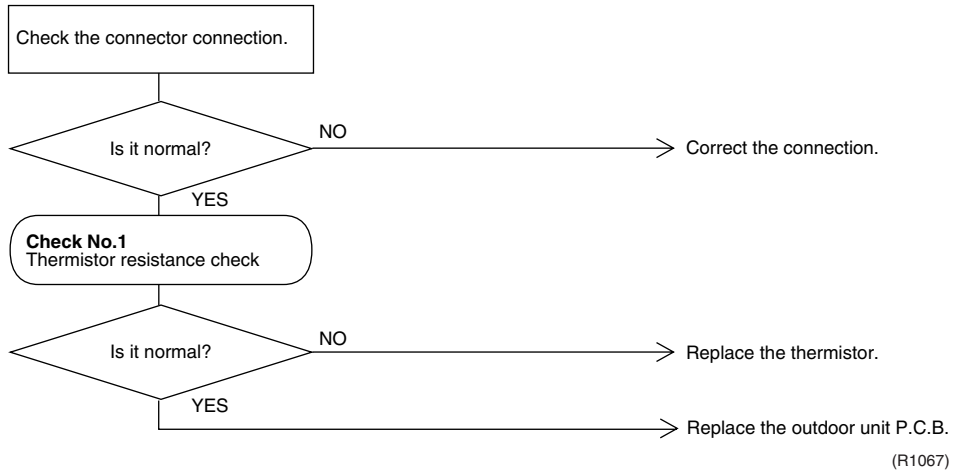 Check the connector connection.
Is it normal?
NO
Correct the connection.
YES
Check No.1
Thermistor resistance check
Is it normal?
NO
Replace the thermistor.
YES
Replace the outdoor unit P.C.B.
(R1067)